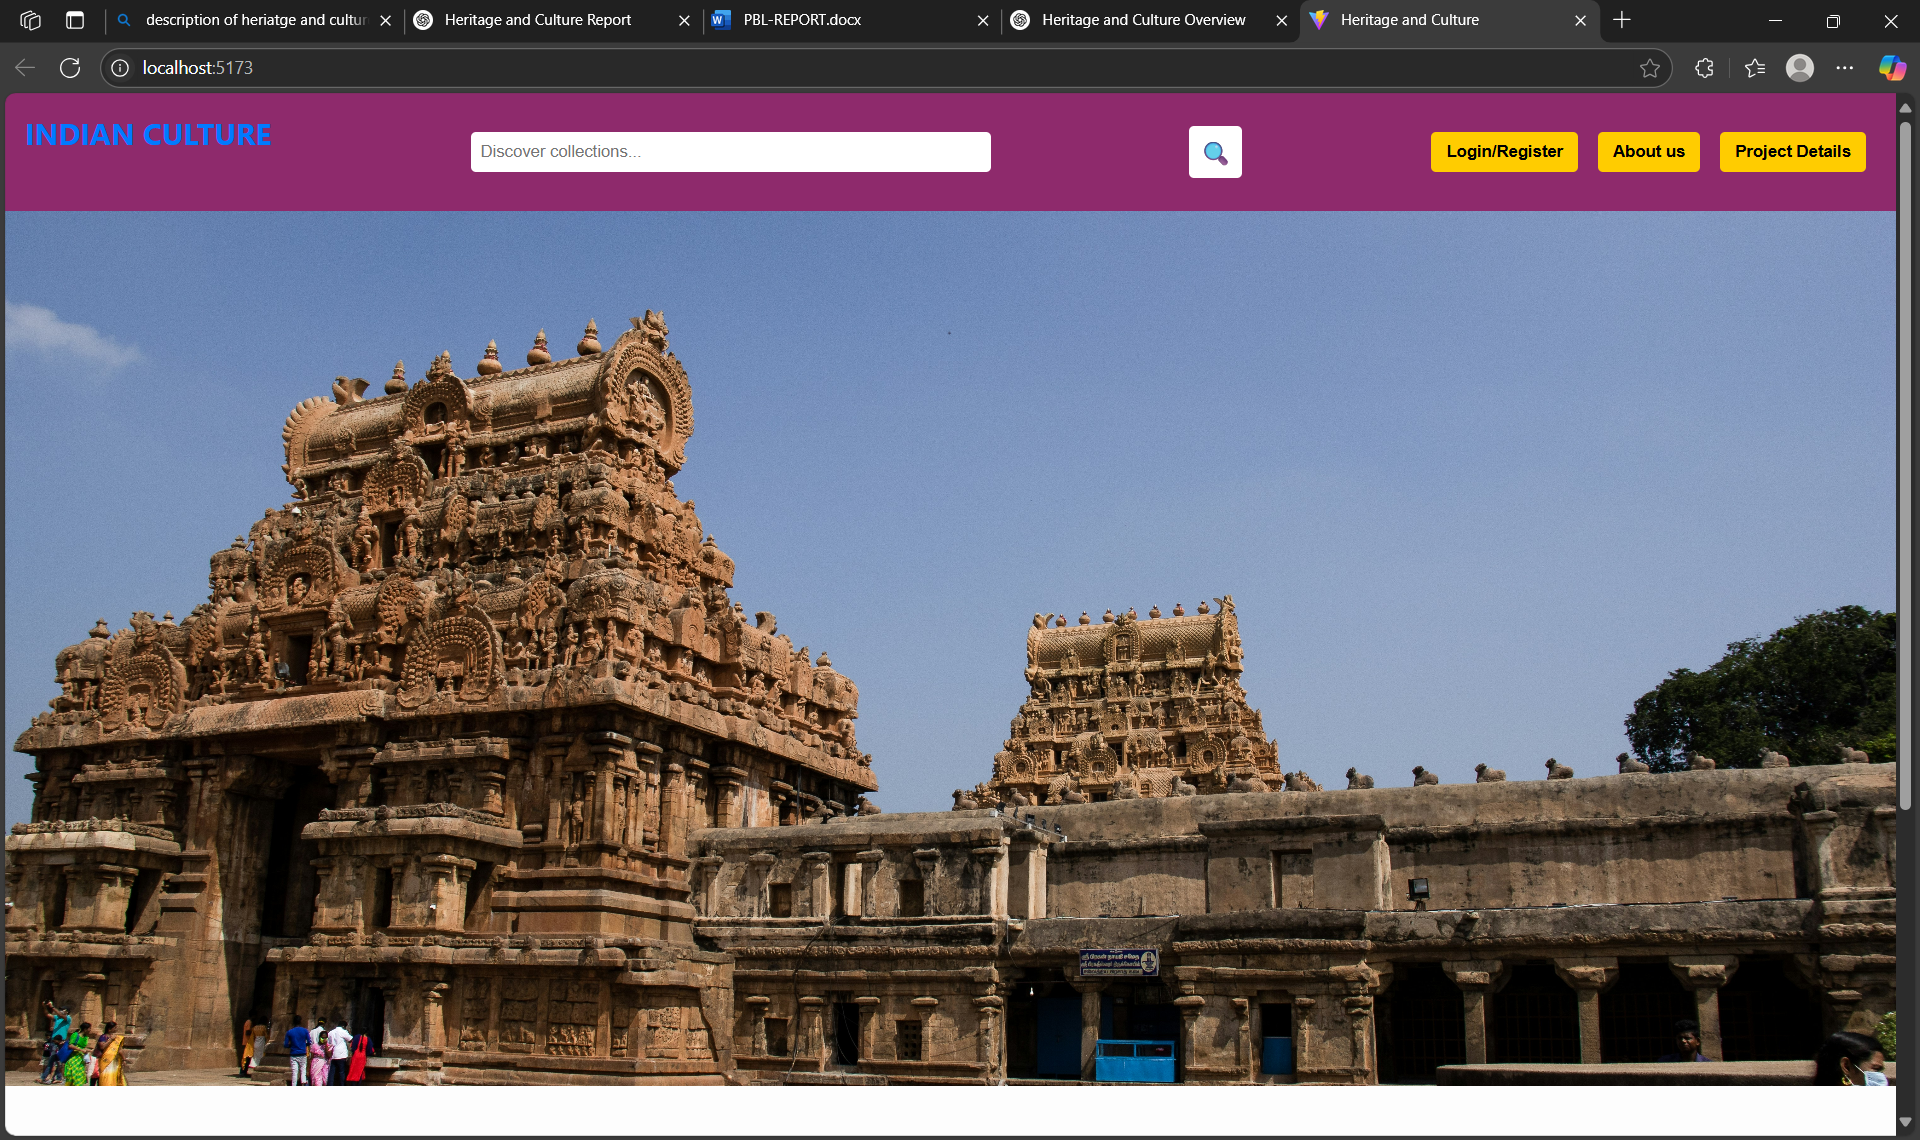 description of heriatge and cultur
Heritage and Culture Report
PBL-REPORT.docx
Heritage and Culture Overview
Heritage and Culture
localhost:5173
INDIAN CULTURE
Discover collections...
Login/Register
About us
Project Details